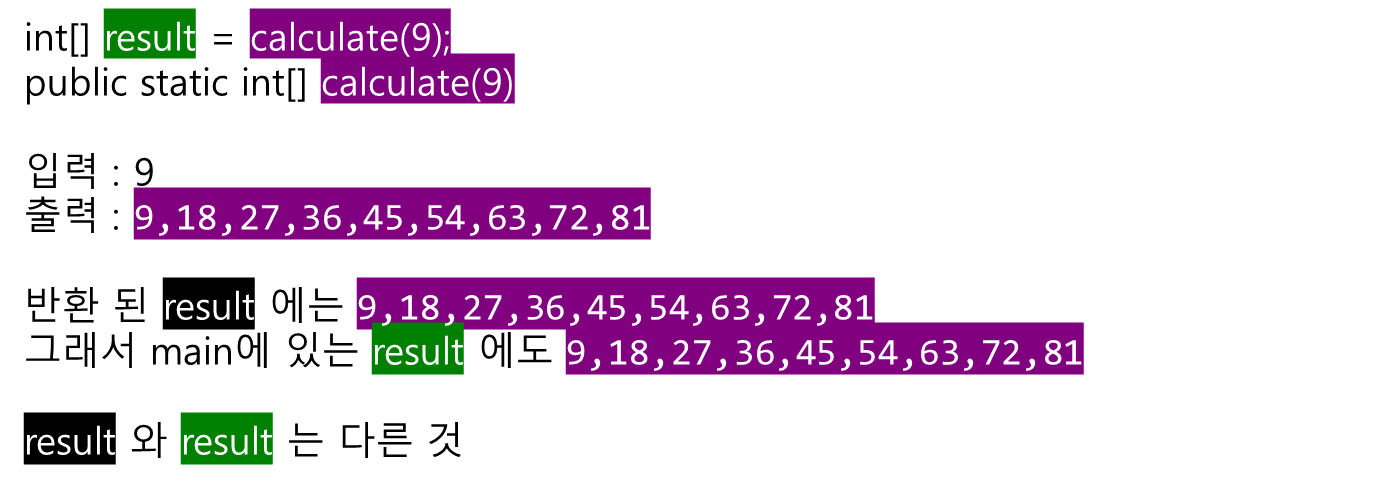 int[] result = calculate(9);
public static int[] calculate(9)
입력 : 9
출력 : 9,18,27,36,45,54,63,72,81
반환 된 result 에는 9,18,27,36,45,54,63,72,81
그래서 main에 있는 result 에도 9,18,27,36,45,54,63,72,81
result 와 result 는 다른 것